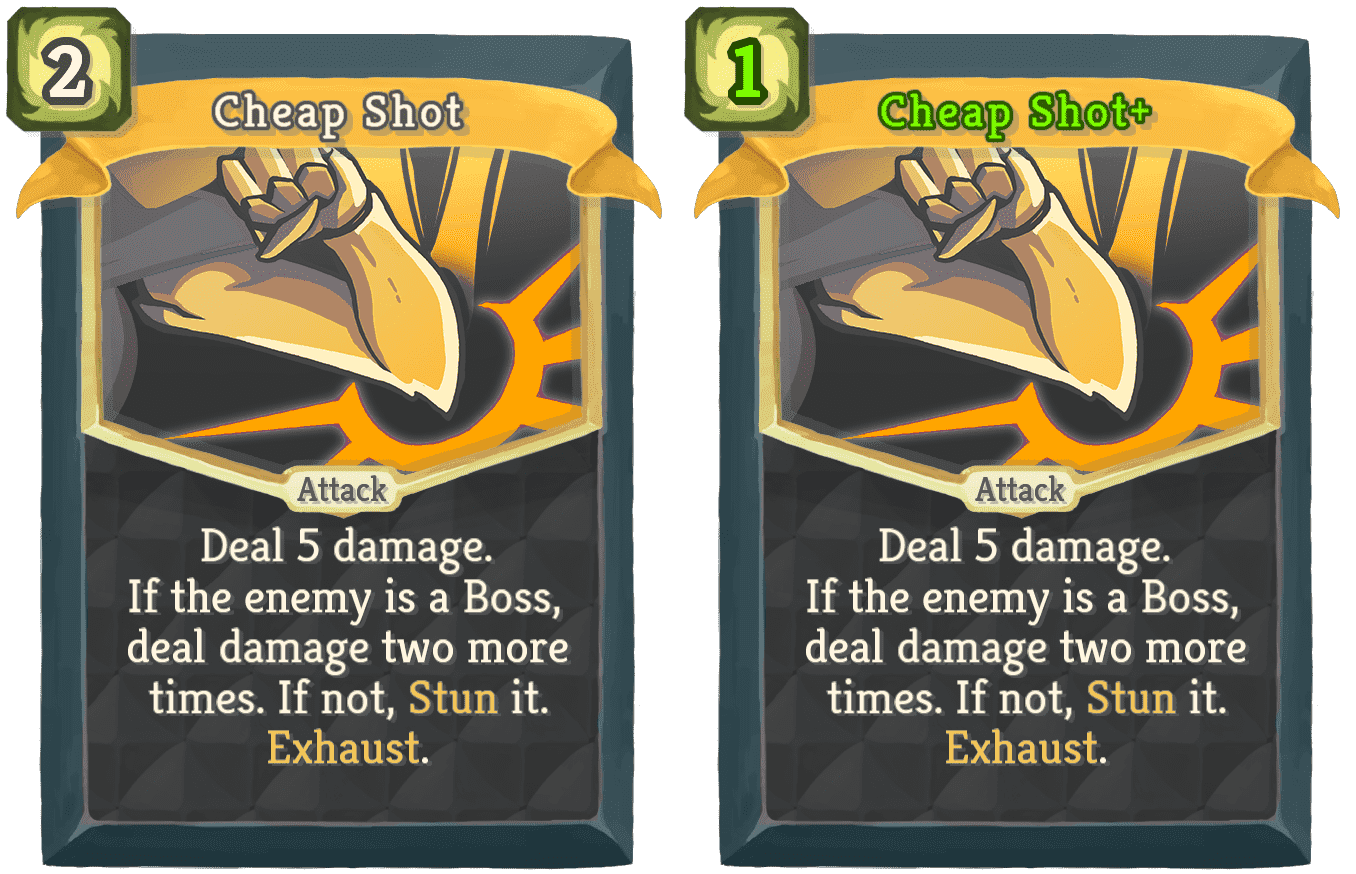 2
Cheap Shot
Attack
Deal 5 damage.
If the enemy is a Boss,
deal damage two more
times. If not, Stun it.
Exhaust.
1
Cheap Shot+
Attack
Deal 5 damage.
If the enemy is a Boss,
deal damage two more
times. If not, Stun it.
Exhaust.